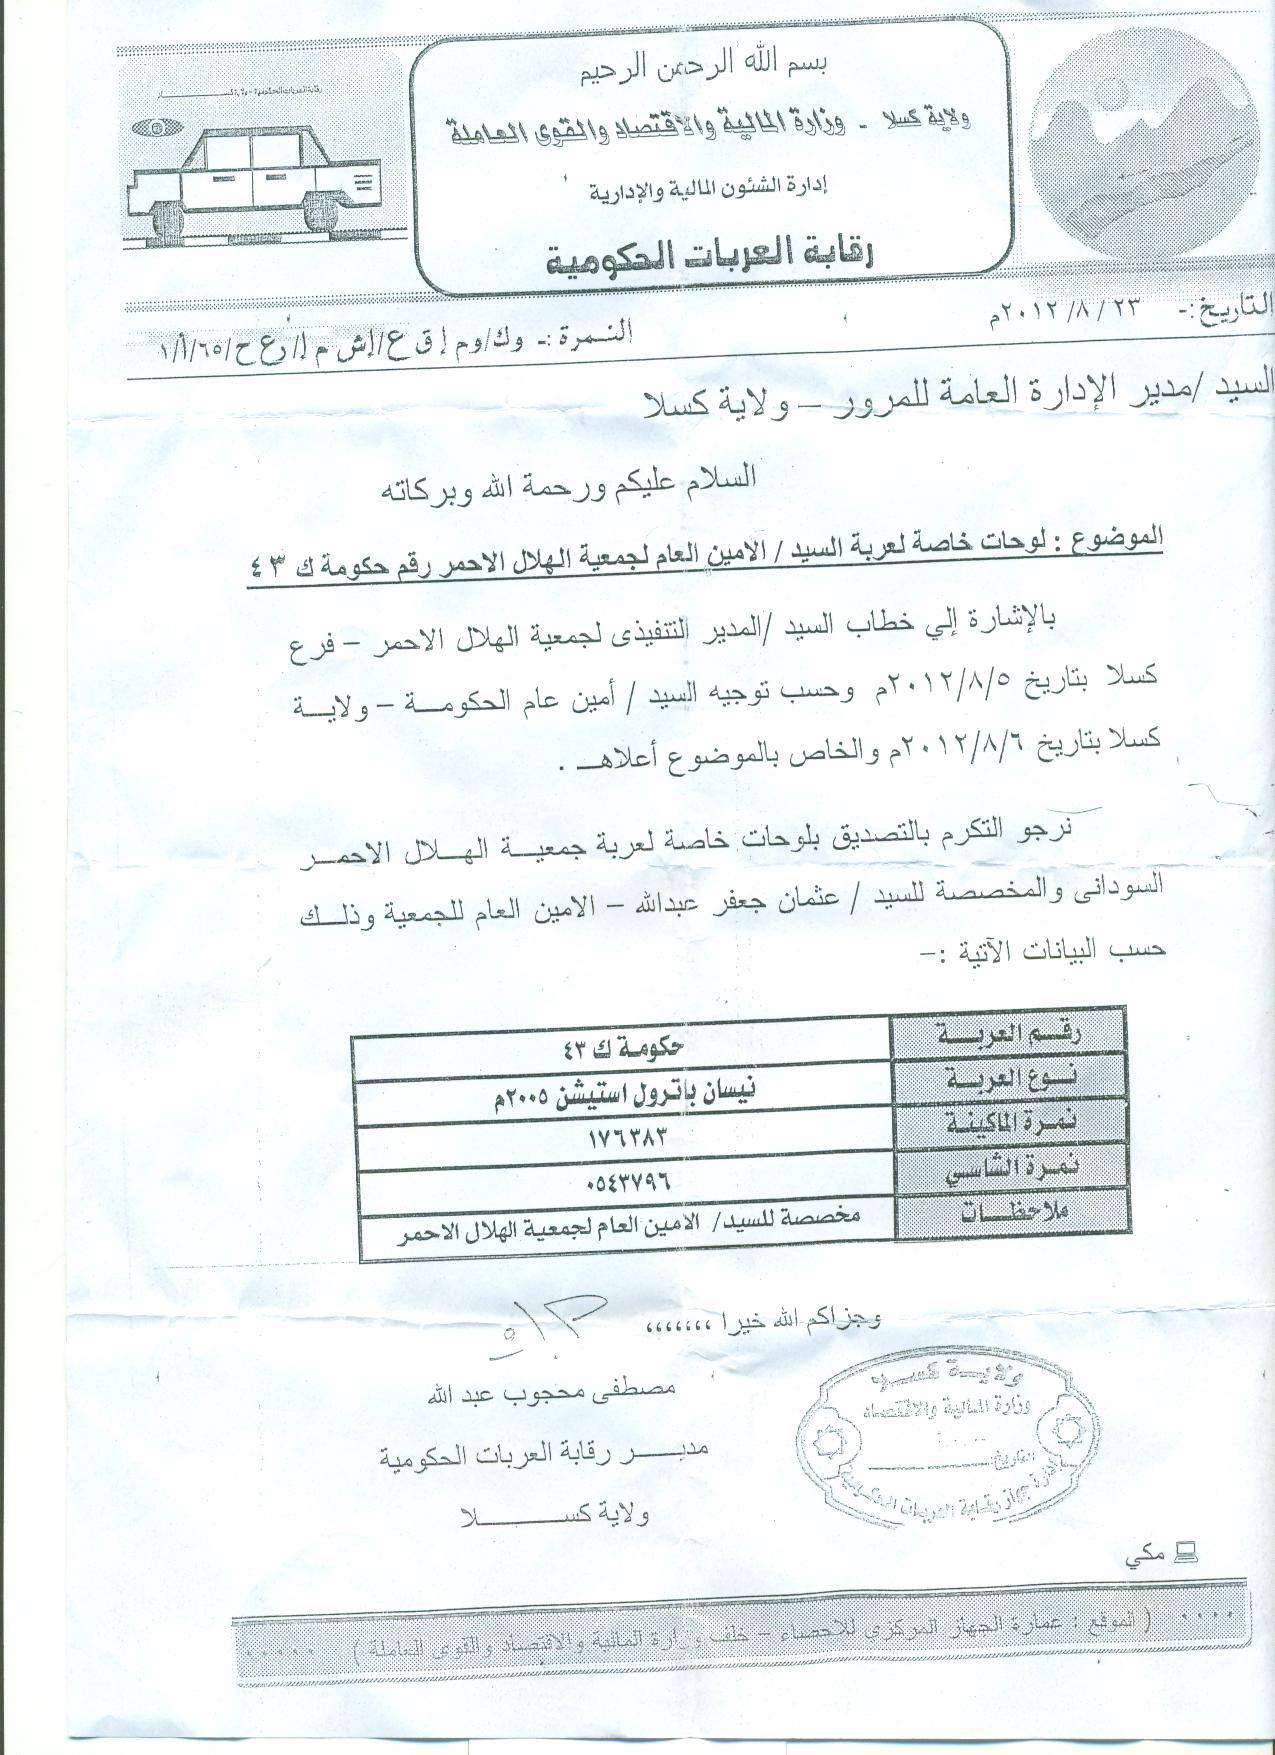 بسم الله الرحمن الرحيم
ولاية كسلا - وزارة المالية والاقتصاد والقوى العاملة
إدارة الشئون المالية والإدارية
رقابة العربات الحكومية
رقابة العربات الحكومية - ولاية كسلا
التاريخ:- ٢٣ /٨ /٢٠١٢م
النمرة :- وك/وم إ ق ع/إش م إ/ رع ح/٦٥/أ/١
السيد /مدير الإدارة العامة للمرور – ولاية كسلا
السلام عليكم ورحمة الله وبركاته
الموضوع : لوحات خاصة لعربة السيد / الامين العام لجمعية الهلال الاحمر رقم حكومة ك ٤٣
بالإشارة إلي خطاب السيد /المدير التنفيذى لجمعية الهلال الاحمر – فرع
كسلا بتاريخ ٢٠١٢/٨/٥م وحسب توجيه السيد / أمين عام الحكومة – ولاية
كسلا بتاريخ ٢٠١٢/٨/٦م والخاص بالموضوع أعلاه .
نرجو التكرم بالتصديق بلوحات خاصة لعربة جمعية الهلال الاحمر
السودانى والمخصصة للسيد / عثمان جعفر عبدالله – الامين العام للجمعية وذلك
حسب البيانات الآتية :–
رقم العربة حكومة ك ٤٣
نوع العربة نيسان باترول استيشن ٢٠٠٥م
نمرة الماكينة ١٧٦٣٨٣
نمرة الشاسي ٠٥٤٣٧٩٦
ملاحظات مخصصة للسيد/ الامين العام لجمعية الهلال الاحمر
وجزاكم الله خيرا ،،،،،،،
مصطفى محجوب عبد الله
مدير رقابة العربات الحكومية
ولاية كسلا
ولاية كسلا
وزارة المالية والاقتصاد
التاريخ:
إدارة جهاز رقابة العربات الحكومية
مكي
.... ( الموقع : عمارة الجهاز المركزى للاحصاء – خلف وزارة المالية والاقتصاد والقوى العاملة ) .....